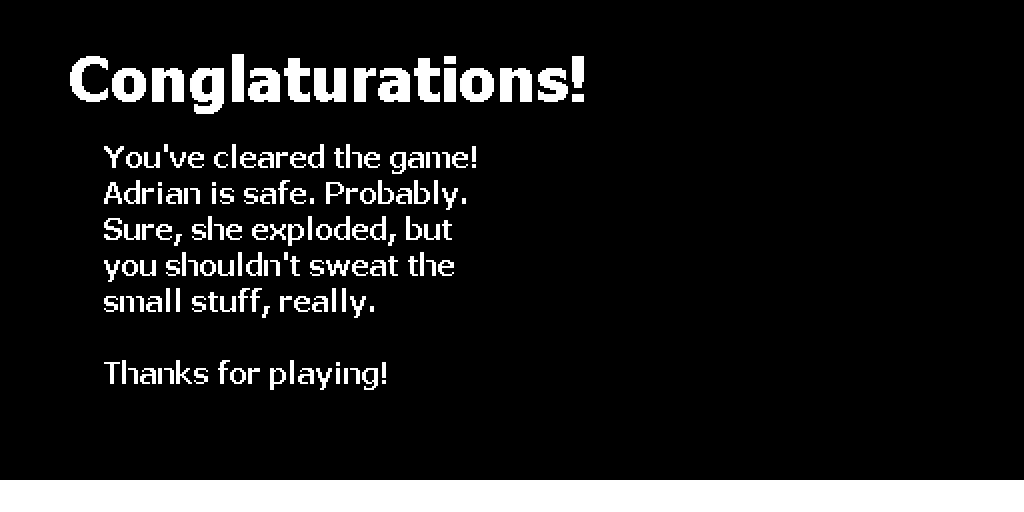 Conglaturations!
You've cleared the game!
Adrian is safe. Probably.
Sure, she exploded, but
you shouldn't sweat the
small stuff, really.
Thanks for playing!